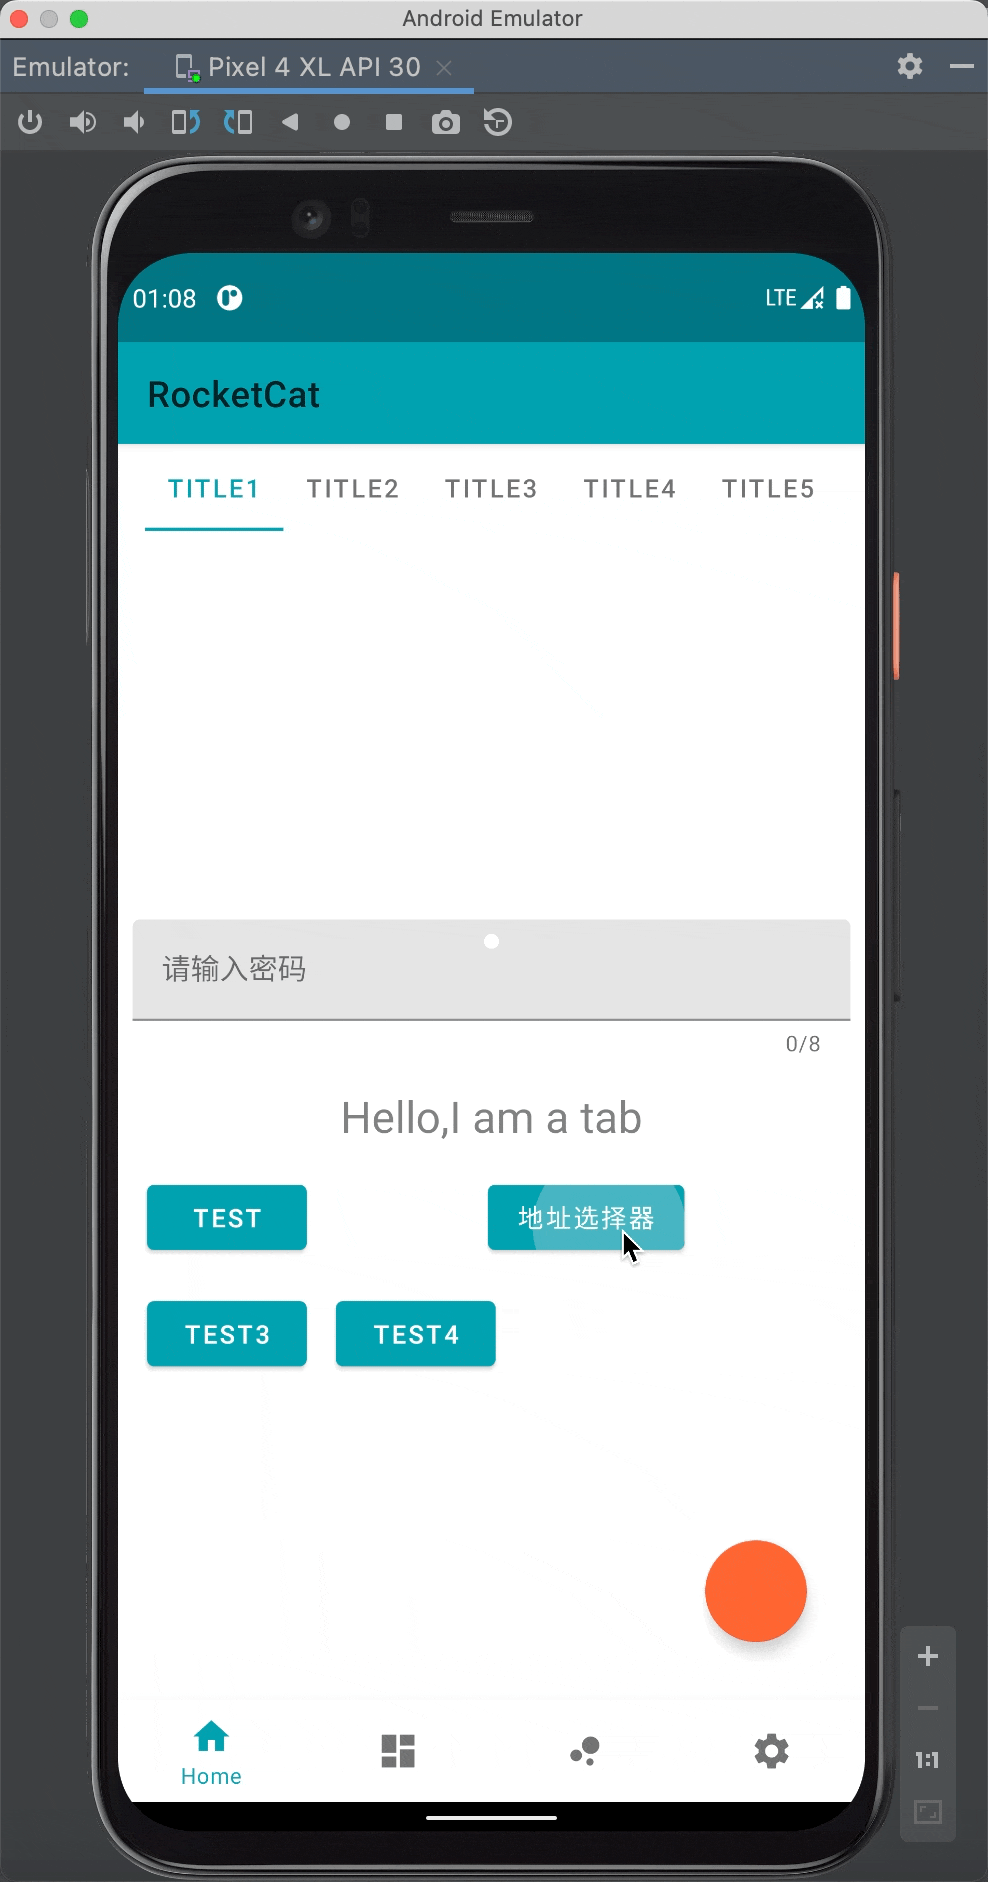 Android Emulator
Emulator: Pixel 4 XL API 30
01:08 LTE
RocketCat
TITLE1 TITLE2 TITLE3 TITLE4 TITLE5
请输入密码
0/8
Hello,I am a tab
TEST 地址选择器
TEST3 TEST4
Home
1:1